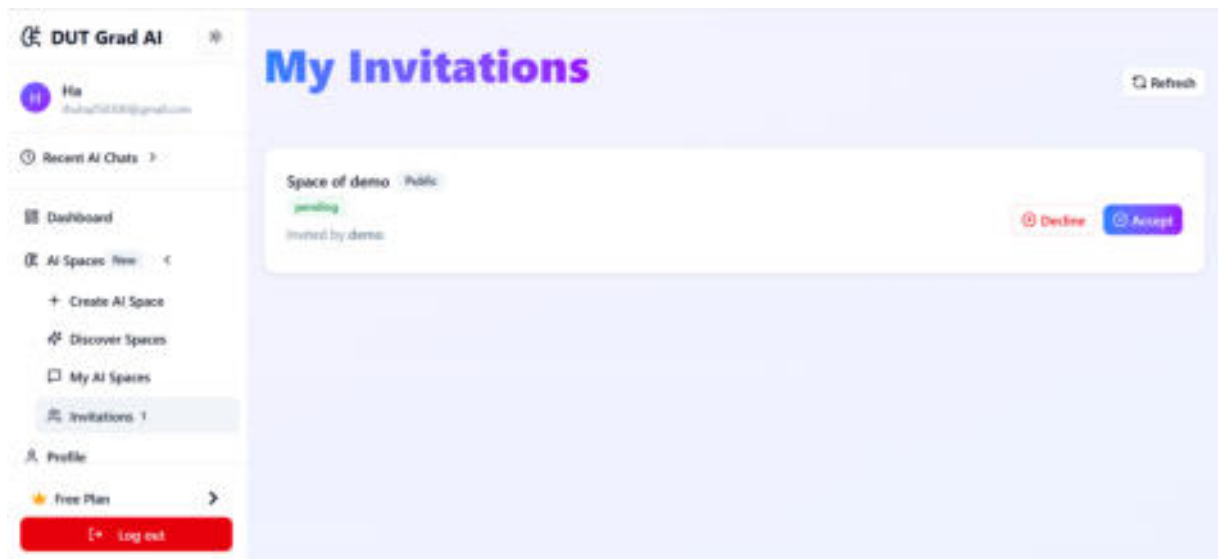 DUT Grad AI
Ha
Recent AI Chats
Dashboard
AI Spaces New
Create AI Space
Discover Spaces
My AI Spaces
Invitations 1
Profile
Free Plan
Log out
My Invitations
Refresh
Space of demo Public
pending
Invited by demo
Decline
Accept